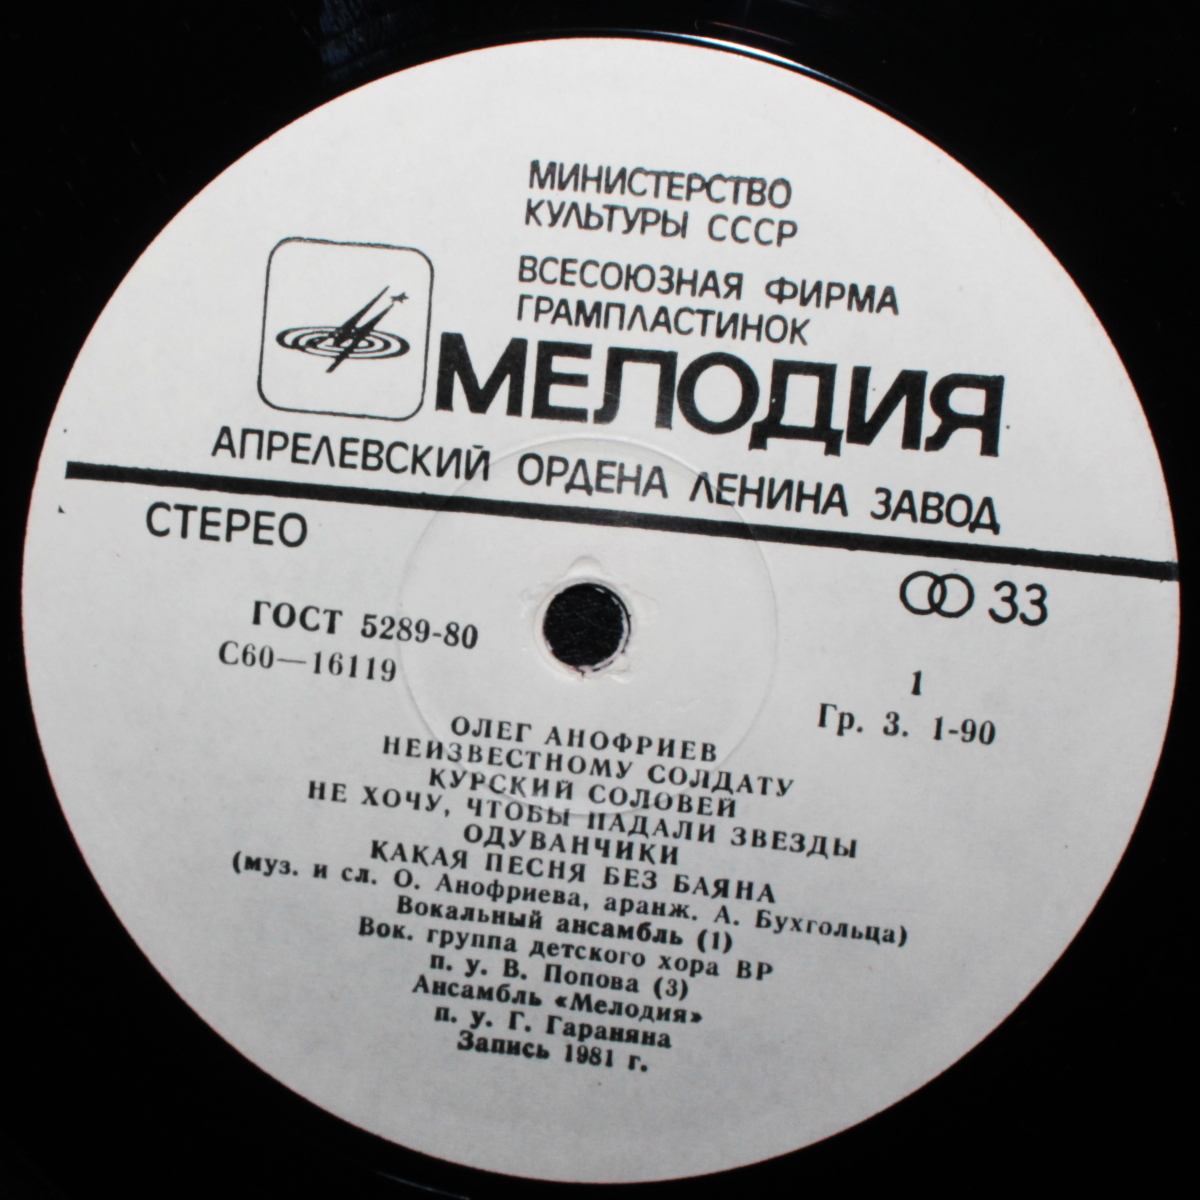 МИНИСТЕРСТВО
КУЛЬТУРЫ СССР
ВСЕСОЮЗНАЯ ФИРМА
ГРАМПЛАСТИНОК
МЕЛОДИЯ
АПРЕЛЕВСКИЙ ОРДЕНА ЛЕНИНА ЗАВОД
СТЕРЕО
33
ГОСТ 5289-80
С60—16119
1
Гр. 3. 1-90
ОЛЕГ АНОФРИЕВ
НЕИЗВЕСТНОМУ СОЛДАТУ
КУРСКИЙ СОЛОВЕЙ
НЕ ХОЧУ, ЧТОБЫ ПАДАЛИ ЗВЕЗДЫ
ОДУВАНЧИКИ
КАКАЯ ПЕСНЯ БЕЗ БАЯНА
(муз. и сл. О. Анофриева, аранж. А. Бухгольца)
Вокальный ансамбль (1)
Вок. группа детского хора ВР
п. у. В. Попова (3)
Ансамбль «Мелодия»
п. у. Г. Гараняна
Запись 1981 г.